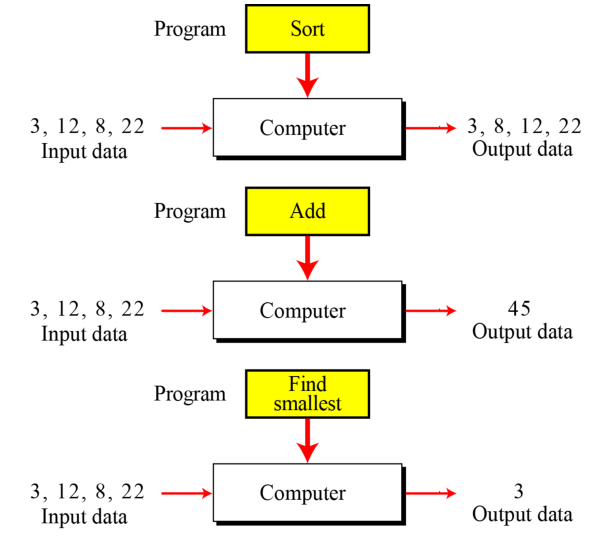 Program
Sort
3, 12, 8, 22
Input data
Computer
3, 8, 12, 22
Output data
Program
Add
3, 12, 8, 22
Input data
Computer
45
Output data
Program
Find
smallest
3, 12, 8, 22
Input data
Computer
3
Output data